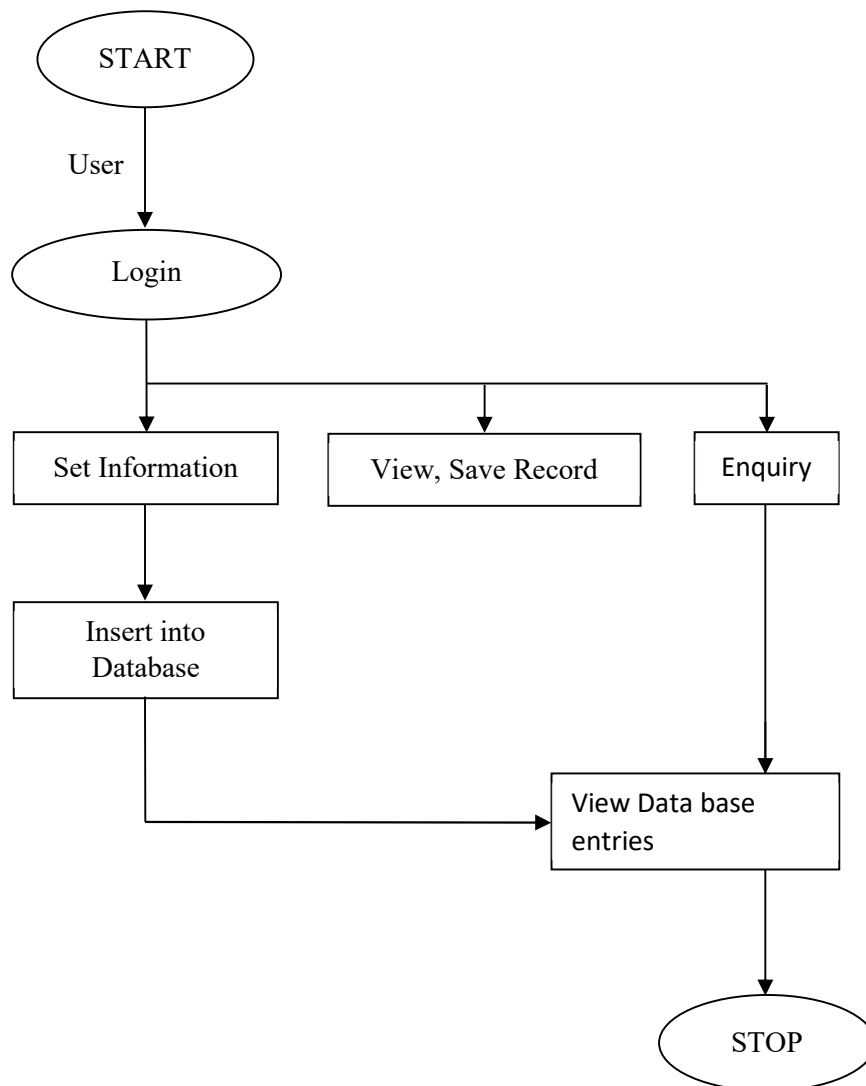 START
User
Login
Set Information
View, Save Record
Enquiry
Insert into
Database
View Data base
entries
STOP